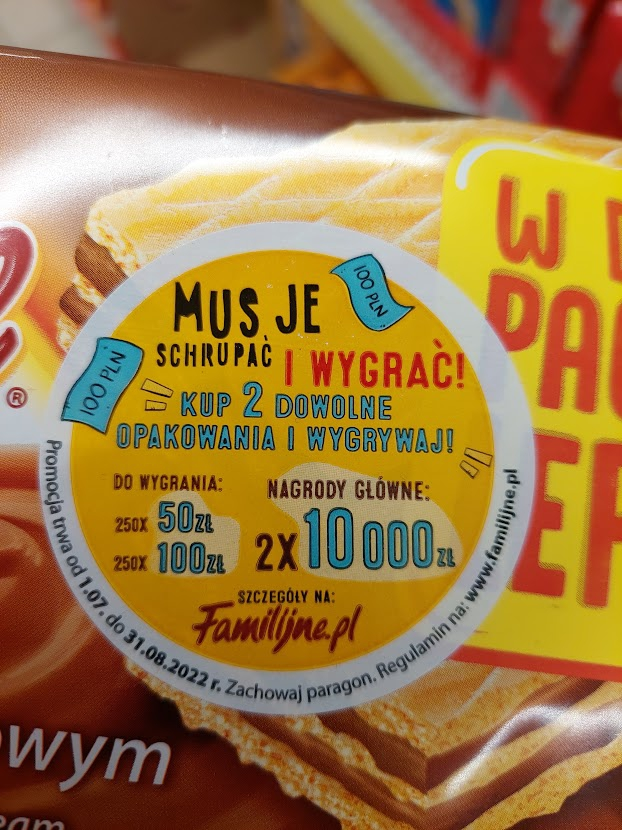 100 PLN
MUS JE
SCHRUPAĆ I WYGRAĆ!
100 PLN
KUP 2 DOWOLNE
OPAKOWANIA I WYGRYWAJ!
DO WYGRANIA:
250X 50ZŁ
250X 100ZŁ
NAGRODY GŁÓWNE:
2X 10 000ZŁ
SZCZEGÓŁY NA:
Familijne.pl
Promocja trwa od 1.07. do 31.08.2022 r. Zachowaj paragon. Regulamin na: www.familijne.pl
®
W